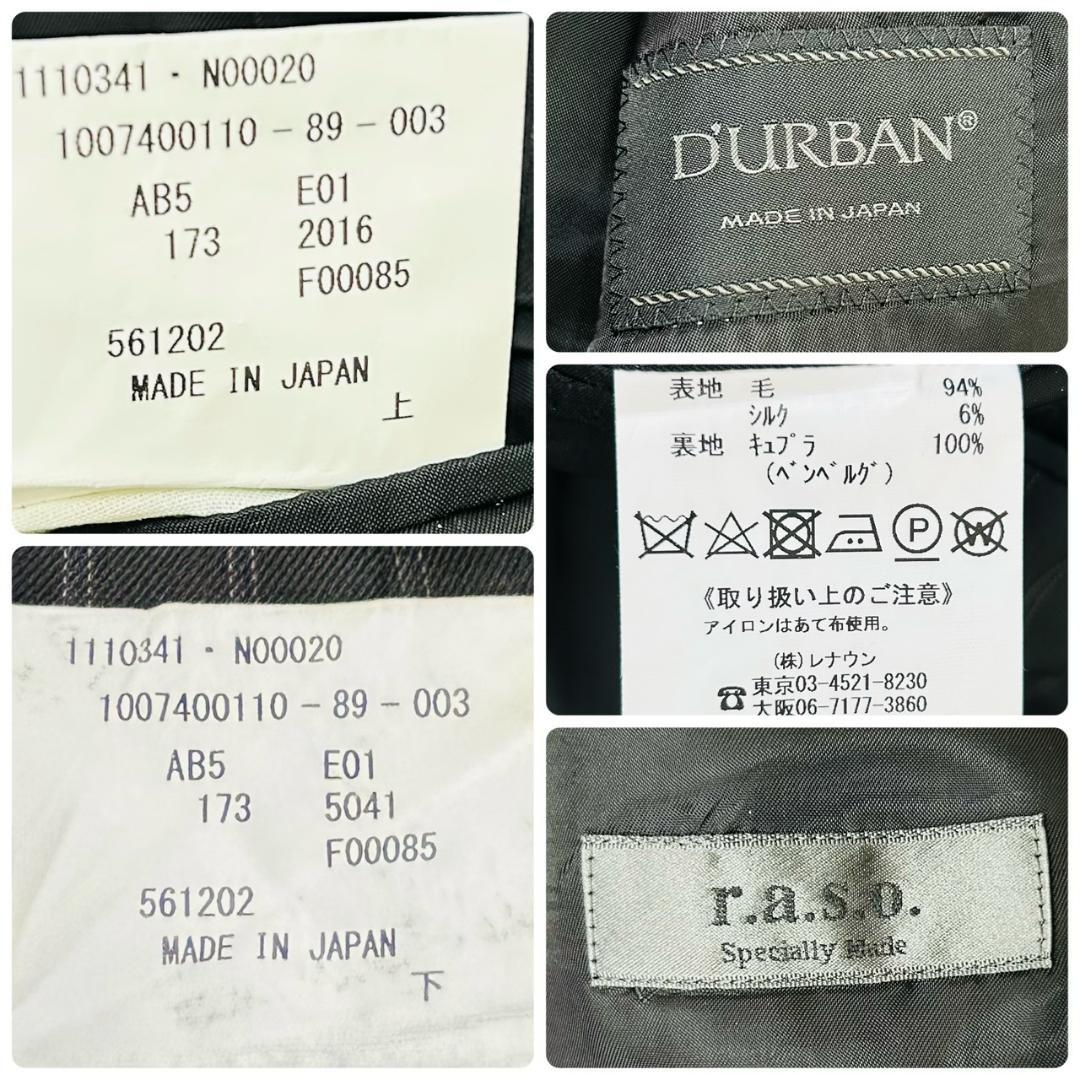 1110341 · N00020
1007400110 - 89 - 003
AB5 E01
173 2016
F00085
561202
MADE IN JAPAN
上
D'URBAN®
MADE IN JAPAN
表地 毛 94%
シルク 6%
裏地 キュプラ 100%
(ベンベルグ)
P
W
《取り扱い上のご注意》
アイロンはあて布使用。
(株)レナウン
☎東京03-4521-8230
大阪06-7177-3860
1110341 · N00020
1007400110 - 89 - 003
AB5 E01
173 5041
F00085
561202
MADE IN JAPAN
下
r.a.s.o.
Specially Made